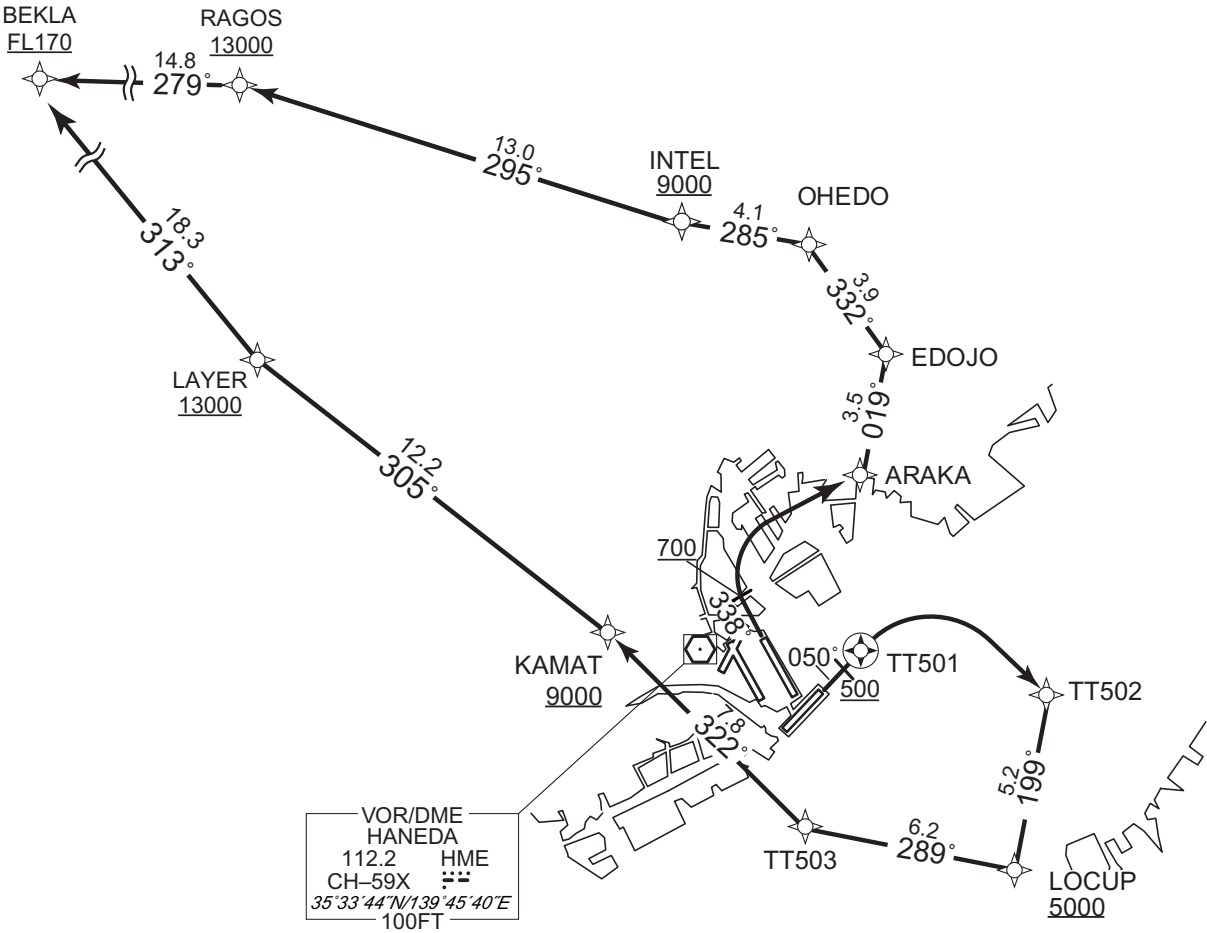 BEKLA
FL170
RAGOS
13000
14.8
279°
13.0
295°
INTEL
9000
4.1
285°
OHEDO
3.9
332°
EDOJO
3.5
019°
ARAKA
18.3
313°
LAYER
13000
12.2
305°
700
338°
KAMAT
9000
050°
500
TT501
TT502
7.8
322°
5.2
199°
TT503
6.2
289°
LOCUP
5000
VOR/DME
HANEDA
112.2 HME
CH–59X
35°33′44″N/139°45′40″E
100FT